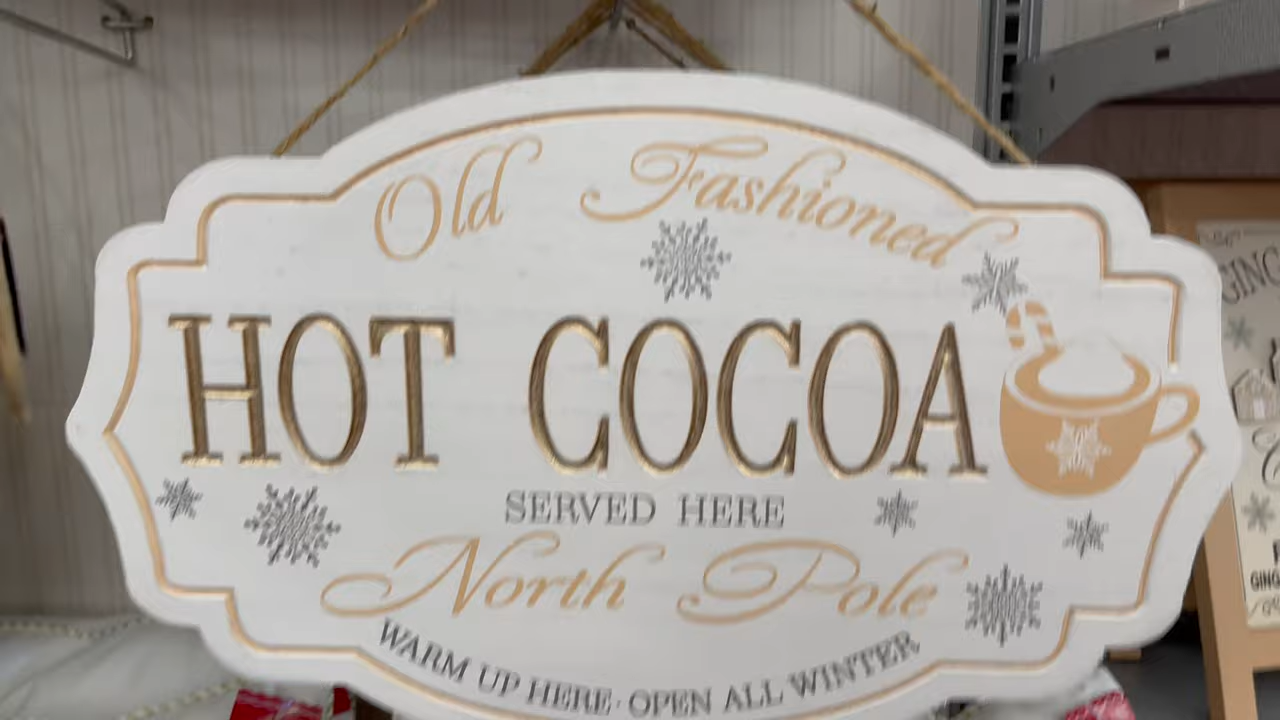 Old Fashioned
HOT COCOA
SERVED HERE
North Pole
WARM UP HERE · OPEN ALL WINTER